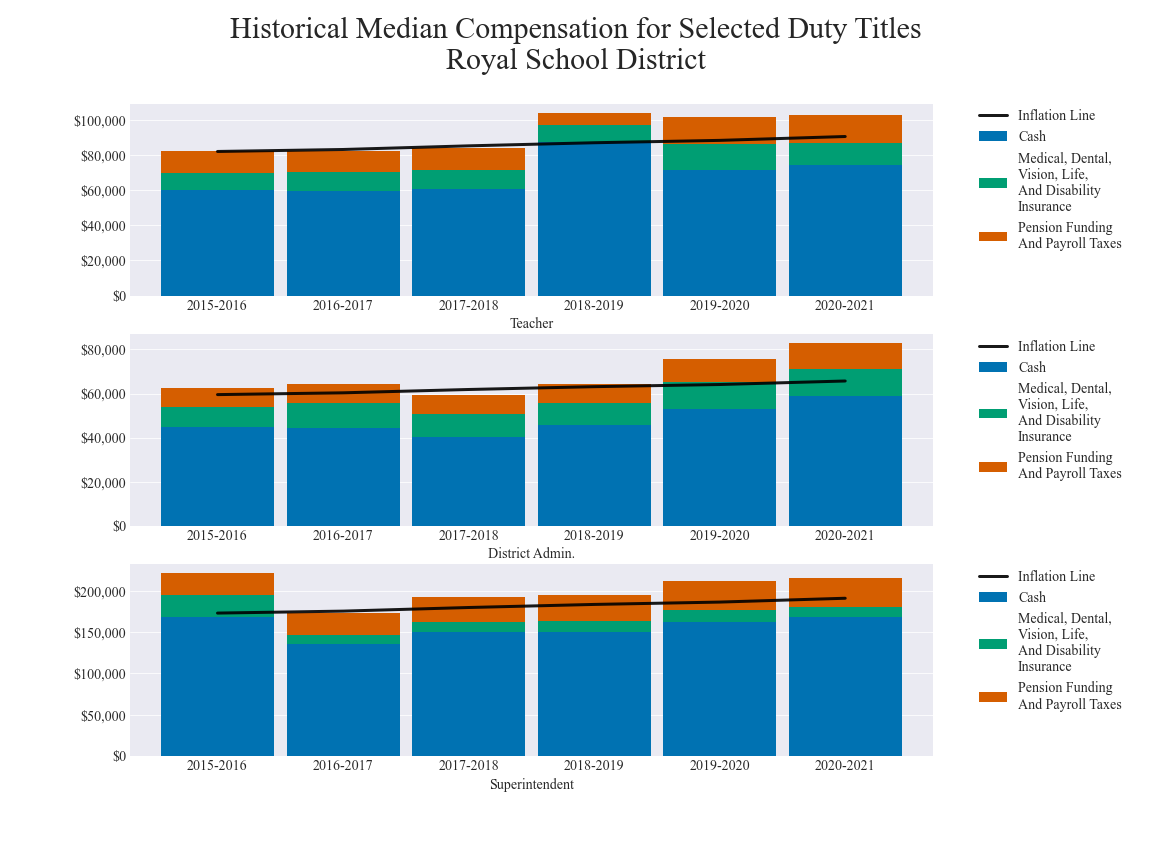 Historical Median Compensation for Selected Duty Titles
Royal School District
$100,000
$80,000
$60,000
$40,000
$20,000
$0
2015-2016
2016-2017
2017-2018
2018-2019
2019-2020
2020-2021
Teacher
Inflation Line
Cash
Medical, Dental,
Vision, Life,
And Disability
Insurance
Pension Funding
And Payroll Taxes
$80,000
$60,000
$40,000
$20,000
$0
2015-2016
2016-2017
2017-2018
2018-2019
2019-2020
2020-2021
District Admin.
Inflation Line
Cash
Medical, Dental,
Vision, Life,
And Disability
Insurance
Pension Funding
And Payroll Taxes
$200,000
$150,000
$100,000
$50,000
$0
2015-2016
2016-2017
2017-2018
2018-2019
2019-2020
2020-2021
Superintendent
Inflation Line
Cash
Medical, Dental,
Vision, Life,
And Disability
Insurance
Pension Funding
And Payroll Taxes